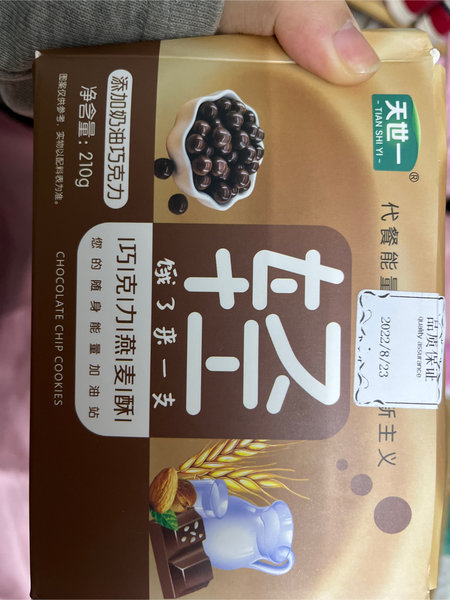 天世一
- TIAN SHI YI -
®
代餐能量
新主义
品质保证
quality assurance
2022/8/23
轻
饿了来一支
巧克力燕麦酥
您的随身能量加油站
CHOCOLATE CHIP COOKIES
添加奶油巧克力
净含量：210g
图案仅供参考，实物以配料表为准。